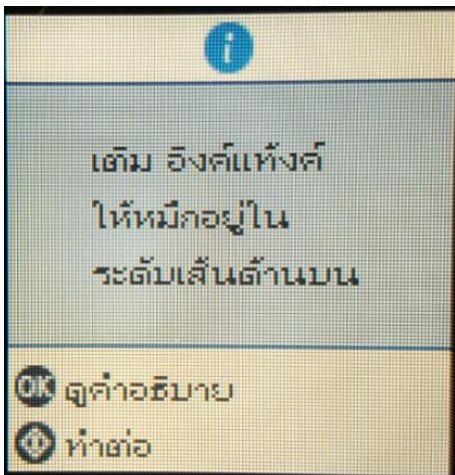 เติม อิงค์แท้งค์
ให้หมึกอยู่ใน
ระดับเส้นด้านบน
OK ดูคำอธิบาย
ทำต่อ